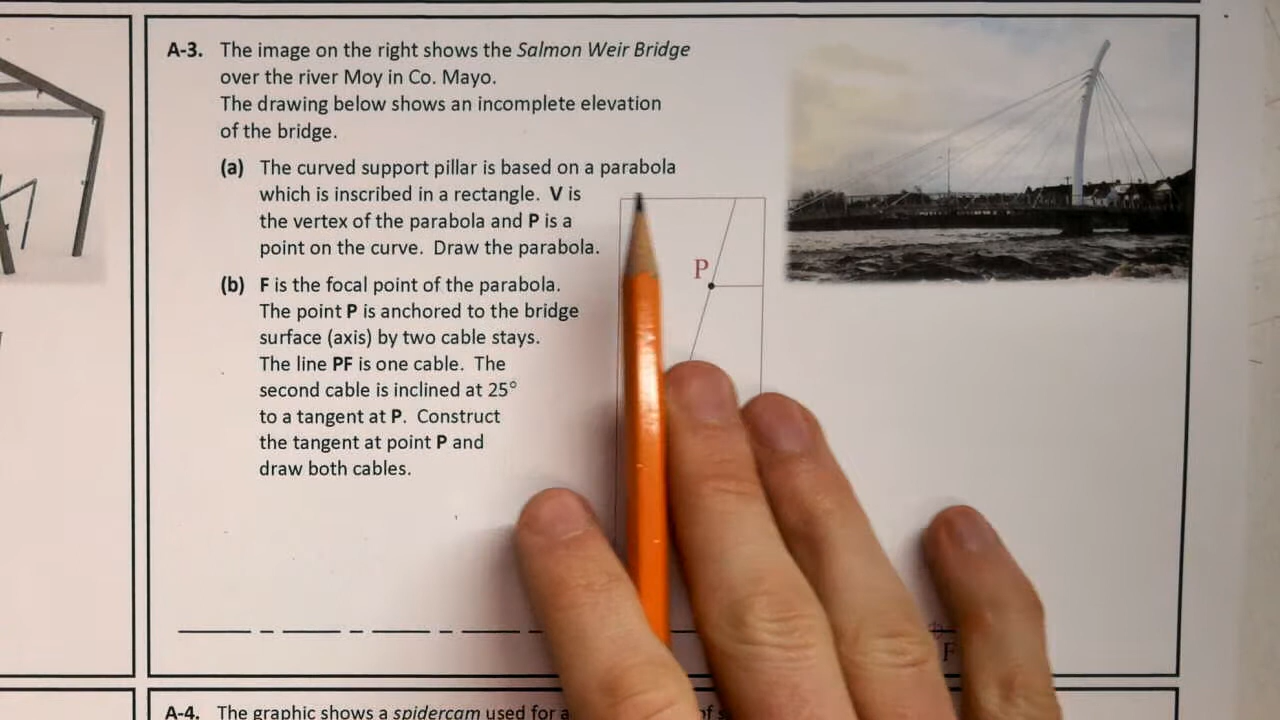 A-3. The image on the right shows the Salmon Weir Bridge
over the river Moy in Co. Mayo.
The drawing below shows an incomplete elevation
of the bridge.
(a) The curved support pillar is based on a parabola
which is inscribed in a rectangle. V is
the vertex of the parabola and P is a
point on the curve. Draw the parabola.
(b) F is the focal point of the parabola.
The point P is anchored to the bridge
surface (axis) by two cable stays.
The line PF is one cable. The
second cable is inclined at 25°
to a tangent at P. Construct
the tangent at point P and
draw both cables.
P
F
A-4. The graphic shows a spidercam used for a of